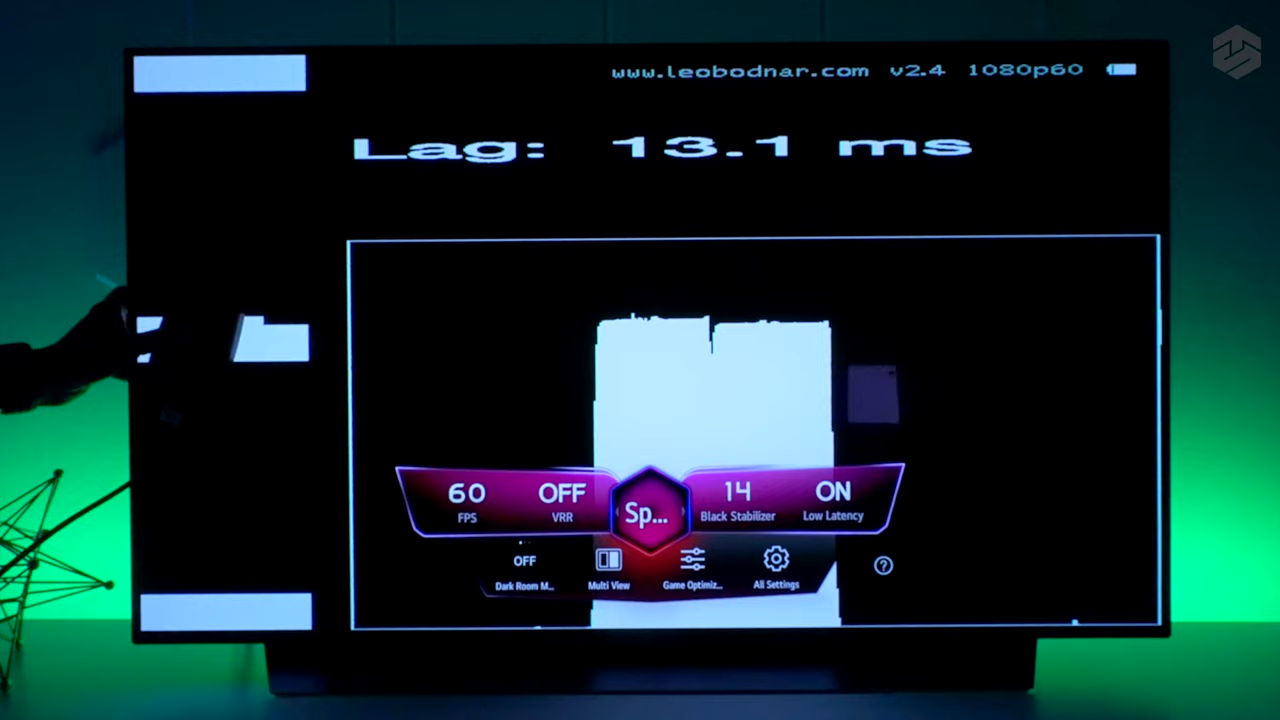 www.leobodnar.com v2.4 1080p60
Lag: 13.1 ms
60 OFF Sp... 14 ON
FPS VRR Black Stabilizer Low Latency
OFF
Dark Room M... Multi View Game Optimiz... All Settings ?